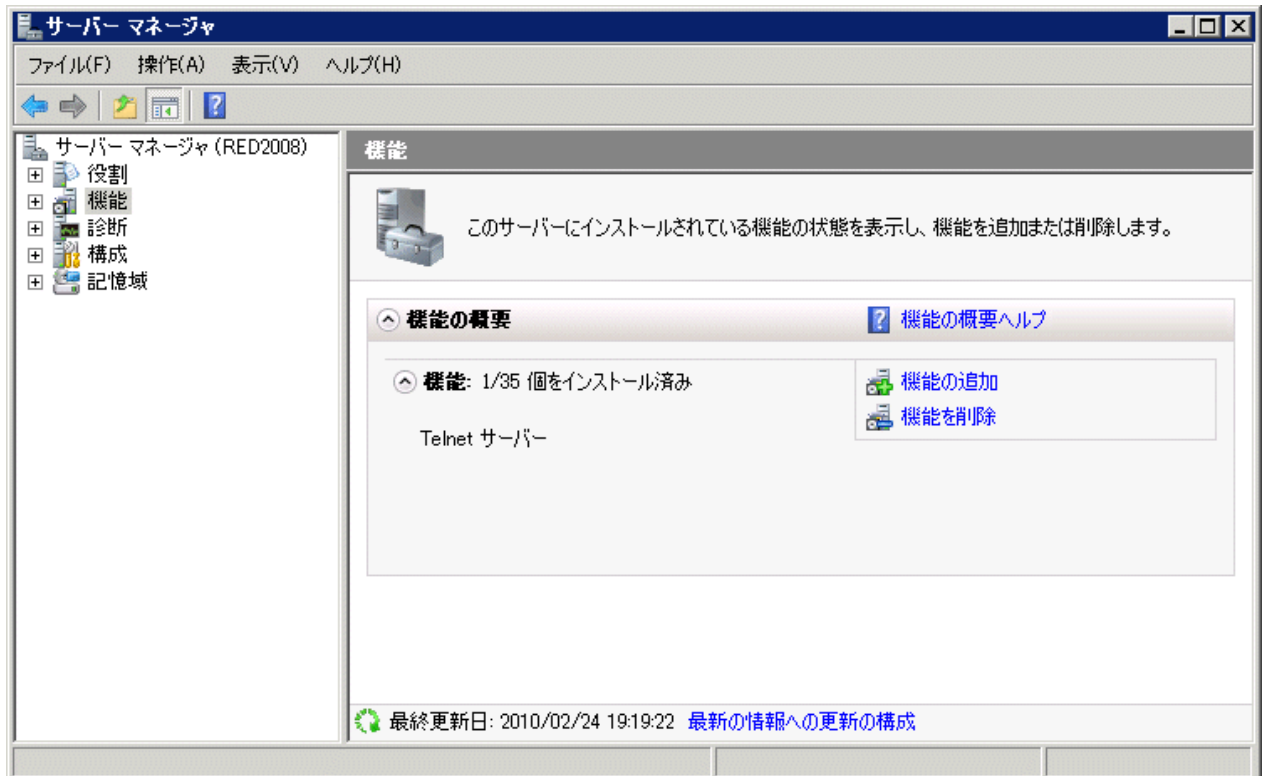 サーバー マネージャ
ファイル(F) 操作(A) 表示(V) ヘルプ(H)
サーバー マネージャ (RED2008)
役割
機能
診断
構成
記憶域
機能
このサーバーにインストールされている機能の状態を表示し、機能を追加または削除します。
機能の概要
機能の概要ヘルプ
機能: 1/35 個をインストール済み
Telnet サーバー
機能の追加
機能を削除
最終更新日: 2010/02/24 19:19:22 最新の情報への更新の構成